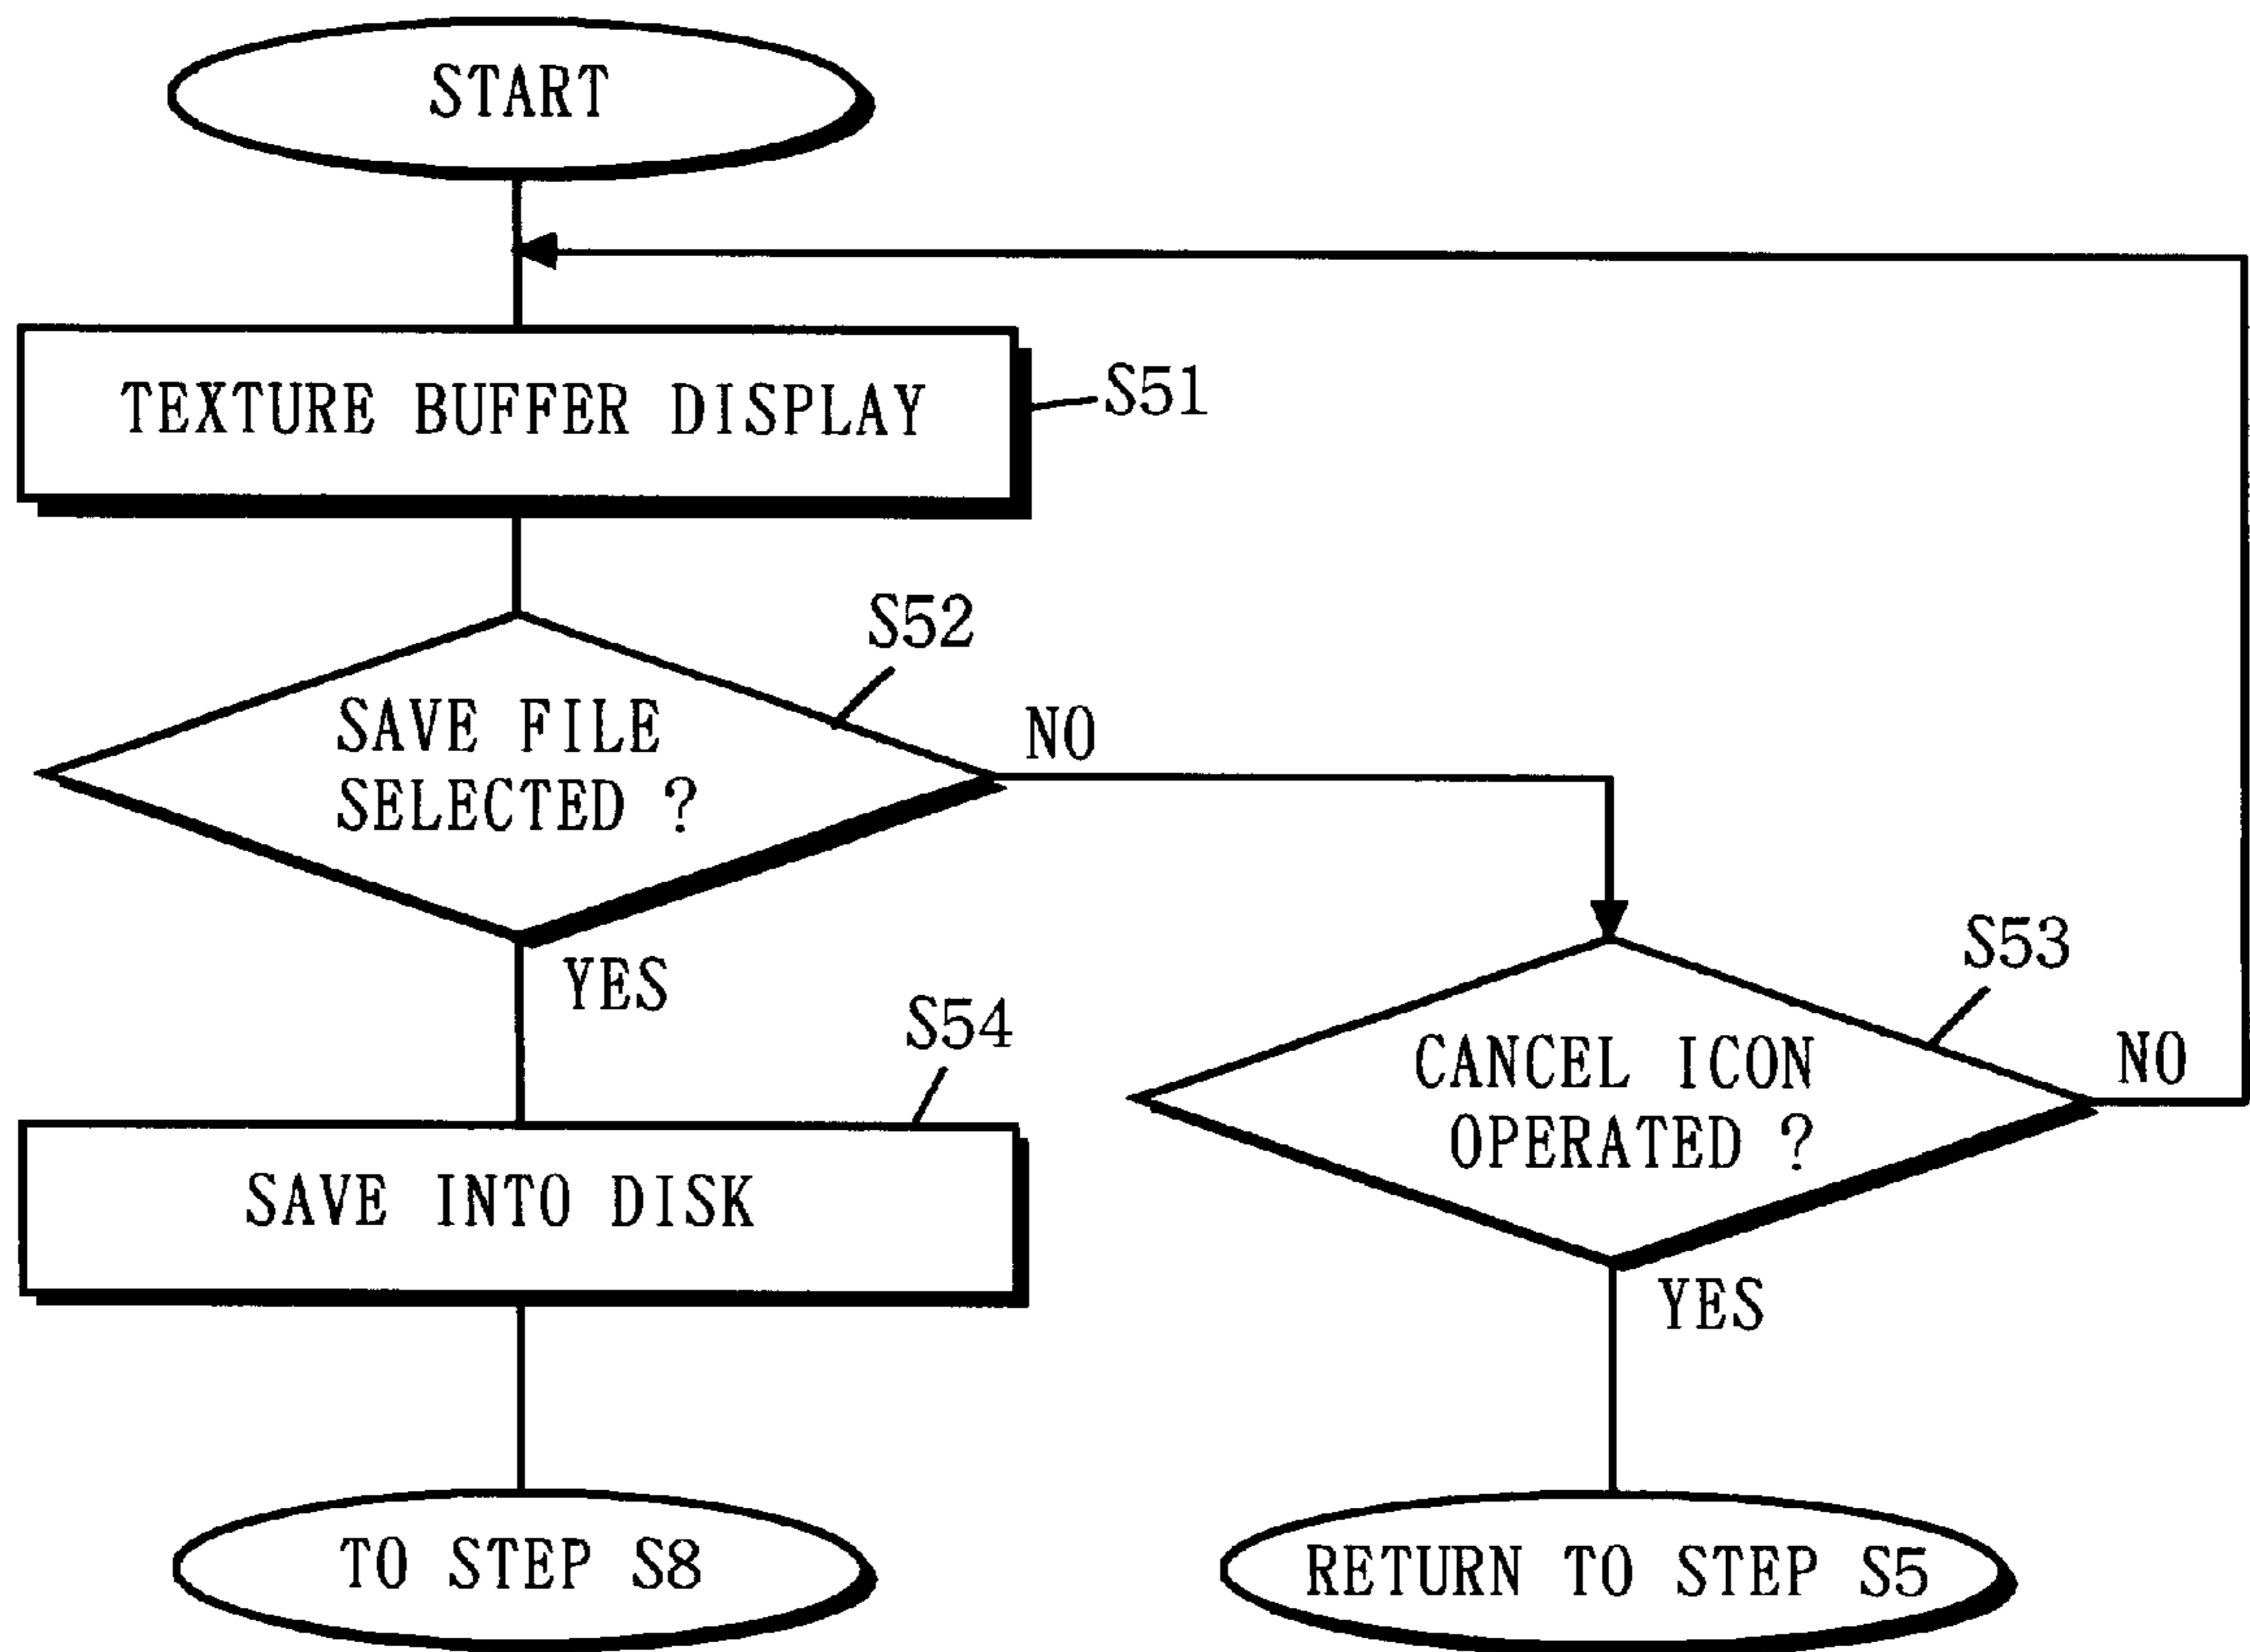 START
TEXTURE BUFFER DISPLAY
S51
S52
SAVE FILE
SELECTED ?
NO
YES
S53
CANCEL ICON
OPERATED ?
NO
YES
S54
SAVE INTO DISK
TO STEP S8
RETURN TO STEP S5